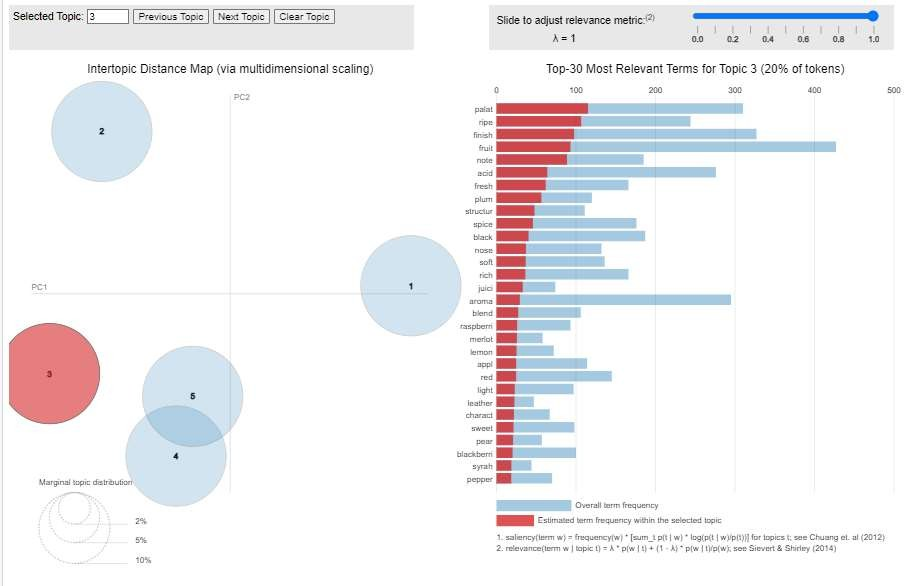 Selected Topic: 3 Previous Topic Next Topic Clear Topic
Slide to adjust relevance metric:(2)
λ = 1
0.0 0.2 0.4 0.6 0.8 1.0
Intertopic Distance Map (via multidimensional scaling)
PC2
PC1
2
1
3
5
4
Marginal topic distribution
2%
5%
10%
Top-30 Most Relevant Terms for Topic 3 (20% of tokens)
0 100 200 300 400 500
palat
ripe
finish
fruit
note
acid
fresh
plum
structur
spice
black
nose
soft
rich
juici
aroma
blend
raspberri
merlot
lemon
appl
red
light
leather
charact
sweet
pear
blackberri
syrah
pepper
Overall term frequency
Estimated term frequency within the selected topic
1. saliency(term w) = frequency(w) * [sum_t p(t | w) * log(p(t | w)/p(t))] for topics t; see Chuang et. al (2012)
2. relevance(term w | topic t) = λ * p(w | t) + (1 - λ) * p(w | t)/p(w); see Sievert & Shirley (2014)